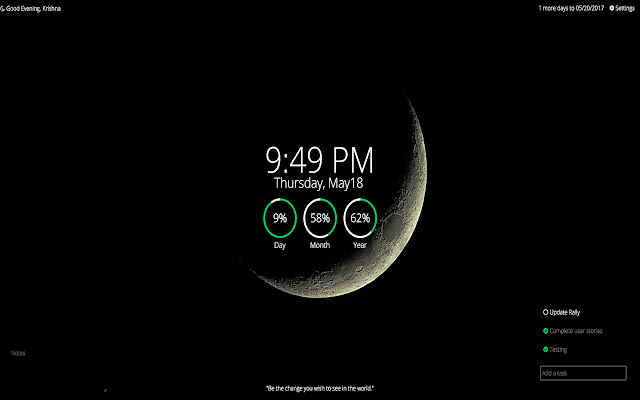 Good Evening, Krishna
1 more days to 05/20/2017
Settings
9:49 PM
Thursday, May18
9%
58%
62%
Day
Month
Year
Update Rally
Complete user stories
Testing
Notes
Add a task
"Be the change you wish to see in the world."